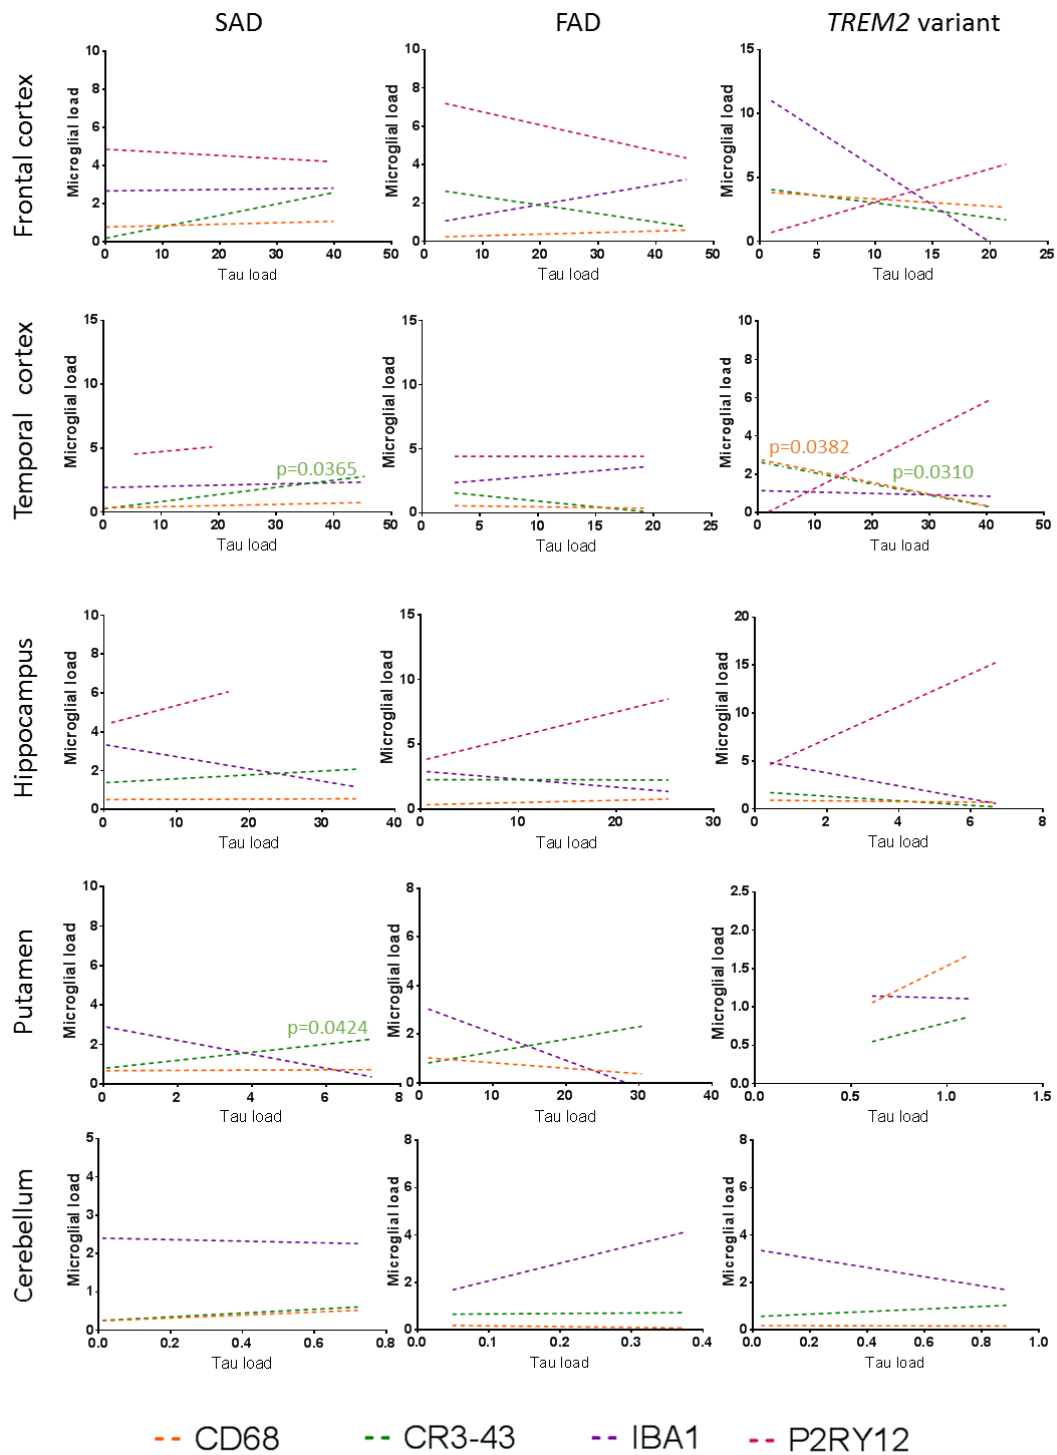 SAD FAD TREM2 variant
Frontal cortex
Microglial load
10
8
6
4
2
0
0 10 20 30 40 50
Tau load
Microglial load
10
8
6
4
2
0
0 10 20 30 40 50
Tau load
Microglial load
15
10
5
0
0 5 10 15 20 25
Tau load
Temporal cortex
Microglial load
15
10
5
0
p=0.0365
0 10 20 30 40 50
Tau load
Microglial load
15
10
5
0
0 5 10 15 20 25
Tau load
Microglial load
10
8
6
4
2
0
p=0.0382
p=0.0310
0 10 20 30 40 50
Tau load
Hippocampus
Microglial load
10
8
6
4
2
0
0 10 20 30 40
Tau load
Microglial load
15
10
5
0
0 10 20 30
Tau load
Microglial load
20
15
10
5
0
0 2 4 6 8
Tau load
Putamen
Microglial load
10
8
6
4
2
0
p=0.0424
0 2 4 6 8
Tau load
Microglial load
8
6
4
2
0
0 10 20 30 40
Tau load
Microglial load
2.5
2.0
1.5
1.0
0.5
0.0
0.0 0.5 1.0 1.5
Tau load
Cerebellum
Microglial load
5
4
3
2
1
0
0.0 0.2 0.4 0.6 0.8
Tau load
Microglial load
8
6
4
2
0
0.0 0.1 0.2 0.3 0.4
Tau load
Microglial load
8
6
4
2
0
0.0 0.2 0.4 0.6 0.8 1.0
Tau load
CD68 CR3-43 IBA1 P2RY12